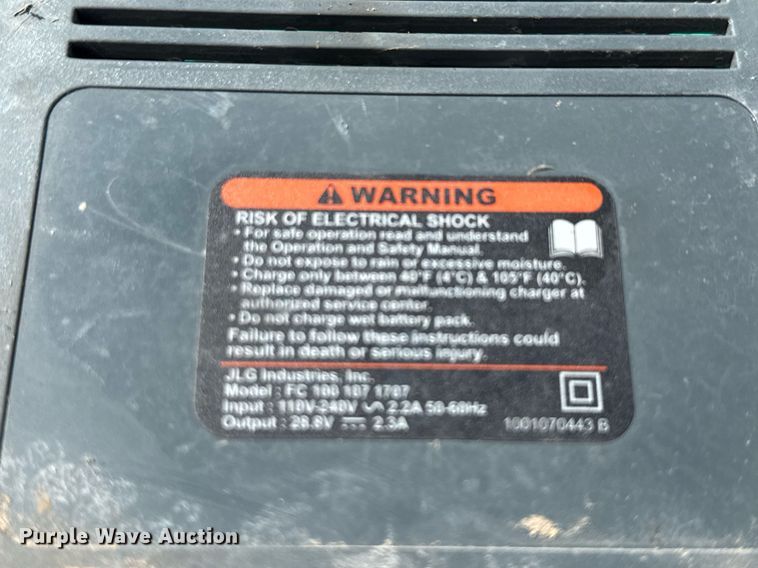 WARNING
RISK OF ELECTRICAL SHOCK
• For safe operation read and understand
the Operation and Safety Manual.
• Do not expose to rain or excessive moisture.
• Charge only between 40°F (4°C) & 105°F (40°C).
• Replace damaged or malfunctioning charger at
authorized service center.
• Do not charge wet battery pack.
Failure to follow these instructions could
result in death or serious injury.
JLG Industries, Inc.
Model : FC 100
Input : 110V-240V ∿ 2.2A 50-60Hz
Output : 28.8V ⎓ 2.3A
1001070443 B
Purple Wave Auction